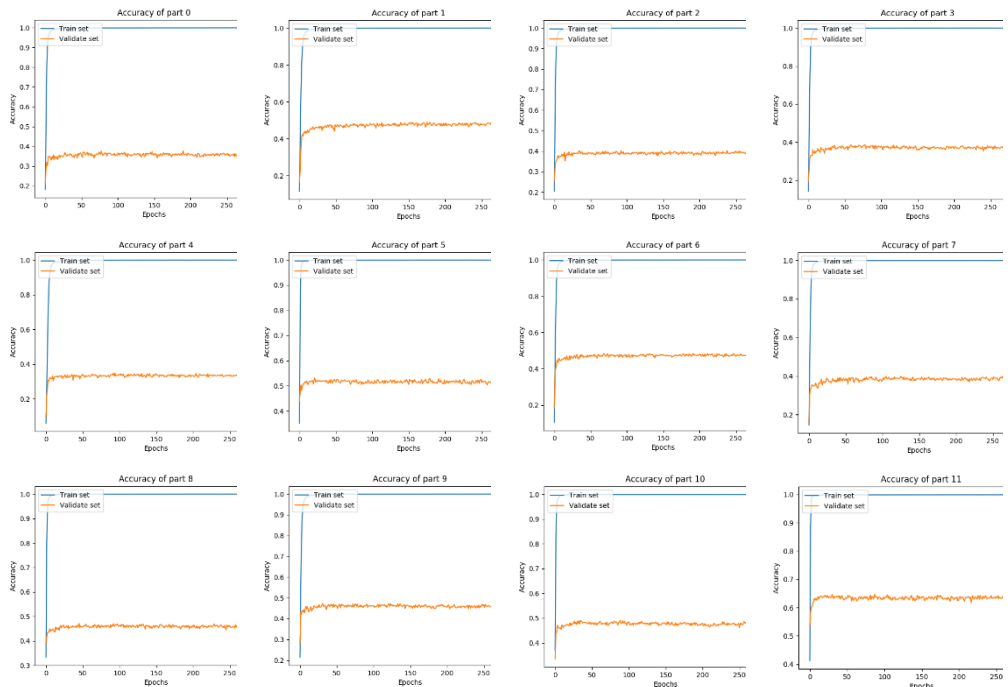 Accuracy of part 0
Train set
Validate set
1.0
0.9
0.8
0.7
0.6
0.5
0.4
0.3
0.2
Accuracy
0 50 100 150 200 250
Epochs
Accuracy of part 1
Train set
Validate set
1.0
0.8
0.6
0.4
0.2
Accuracy
0 50 100 150 200 250
Epochs
Accuracy of part 2
Train set
Validate set
1.0
0.9
0.8
0.7
0.6
0.5
0.4
0.3
0.2
Accuracy
0 50 100 150 200 250
Epochs
Accuracy of part 3
Train set
Validate set
1.0
0.8
0.6
0.4
0.2
Accuracy
0 50 100 150 200 250
Epochs
Accuracy of part 4
Train set
Validate set
1.0
0.8
0.6
0.4
0.2
Accuracy
0 50 100 150 200 250
Epochs
Accuracy of part 5
Train set
Validate set
1.0
0.9
0.8
0.7
0.6
0.5
0.4
Accuracy
0 50 100 150 200 250
Epochs
Accuracy of part 6
Train set
Validate set
1.0
0.8
0.6
0.4
0.2
Accuracy
0 50 100 150 200 250
Epochs
Accuracy of part 7
Train set
Validate set
1.0
0.8
0.6
0.4
0.2
Accuracy
0 50 100 150 200 250
Epochs
Accuracy of part 8
Train set
Validate set
1.0
0.9
0.8
0.7
0.6
0.5
0.4
0.3
Accuracy
0 50 100 150 200 250
Epochs
Accuracy of part 9
Train set
Validate set
1.0
0.9
0.8
0.7
0.6
0.5
0.4
0.3
0.2
Accuracy
0 50 100 150 200 250
Epochs
Accuracy of part 10
Train set
Validate set
1.0
0.9
0.8
0.7
0.6
0.5
0.4
Accuracy
0 50 100 150 200 250
Epochs
Accuracy of part 11
Train set
Validate set
1.0
0.9
0.8
0.7
0.6
0.5
0.4
Accuracy
0 50 100 150 200 250
Epochs